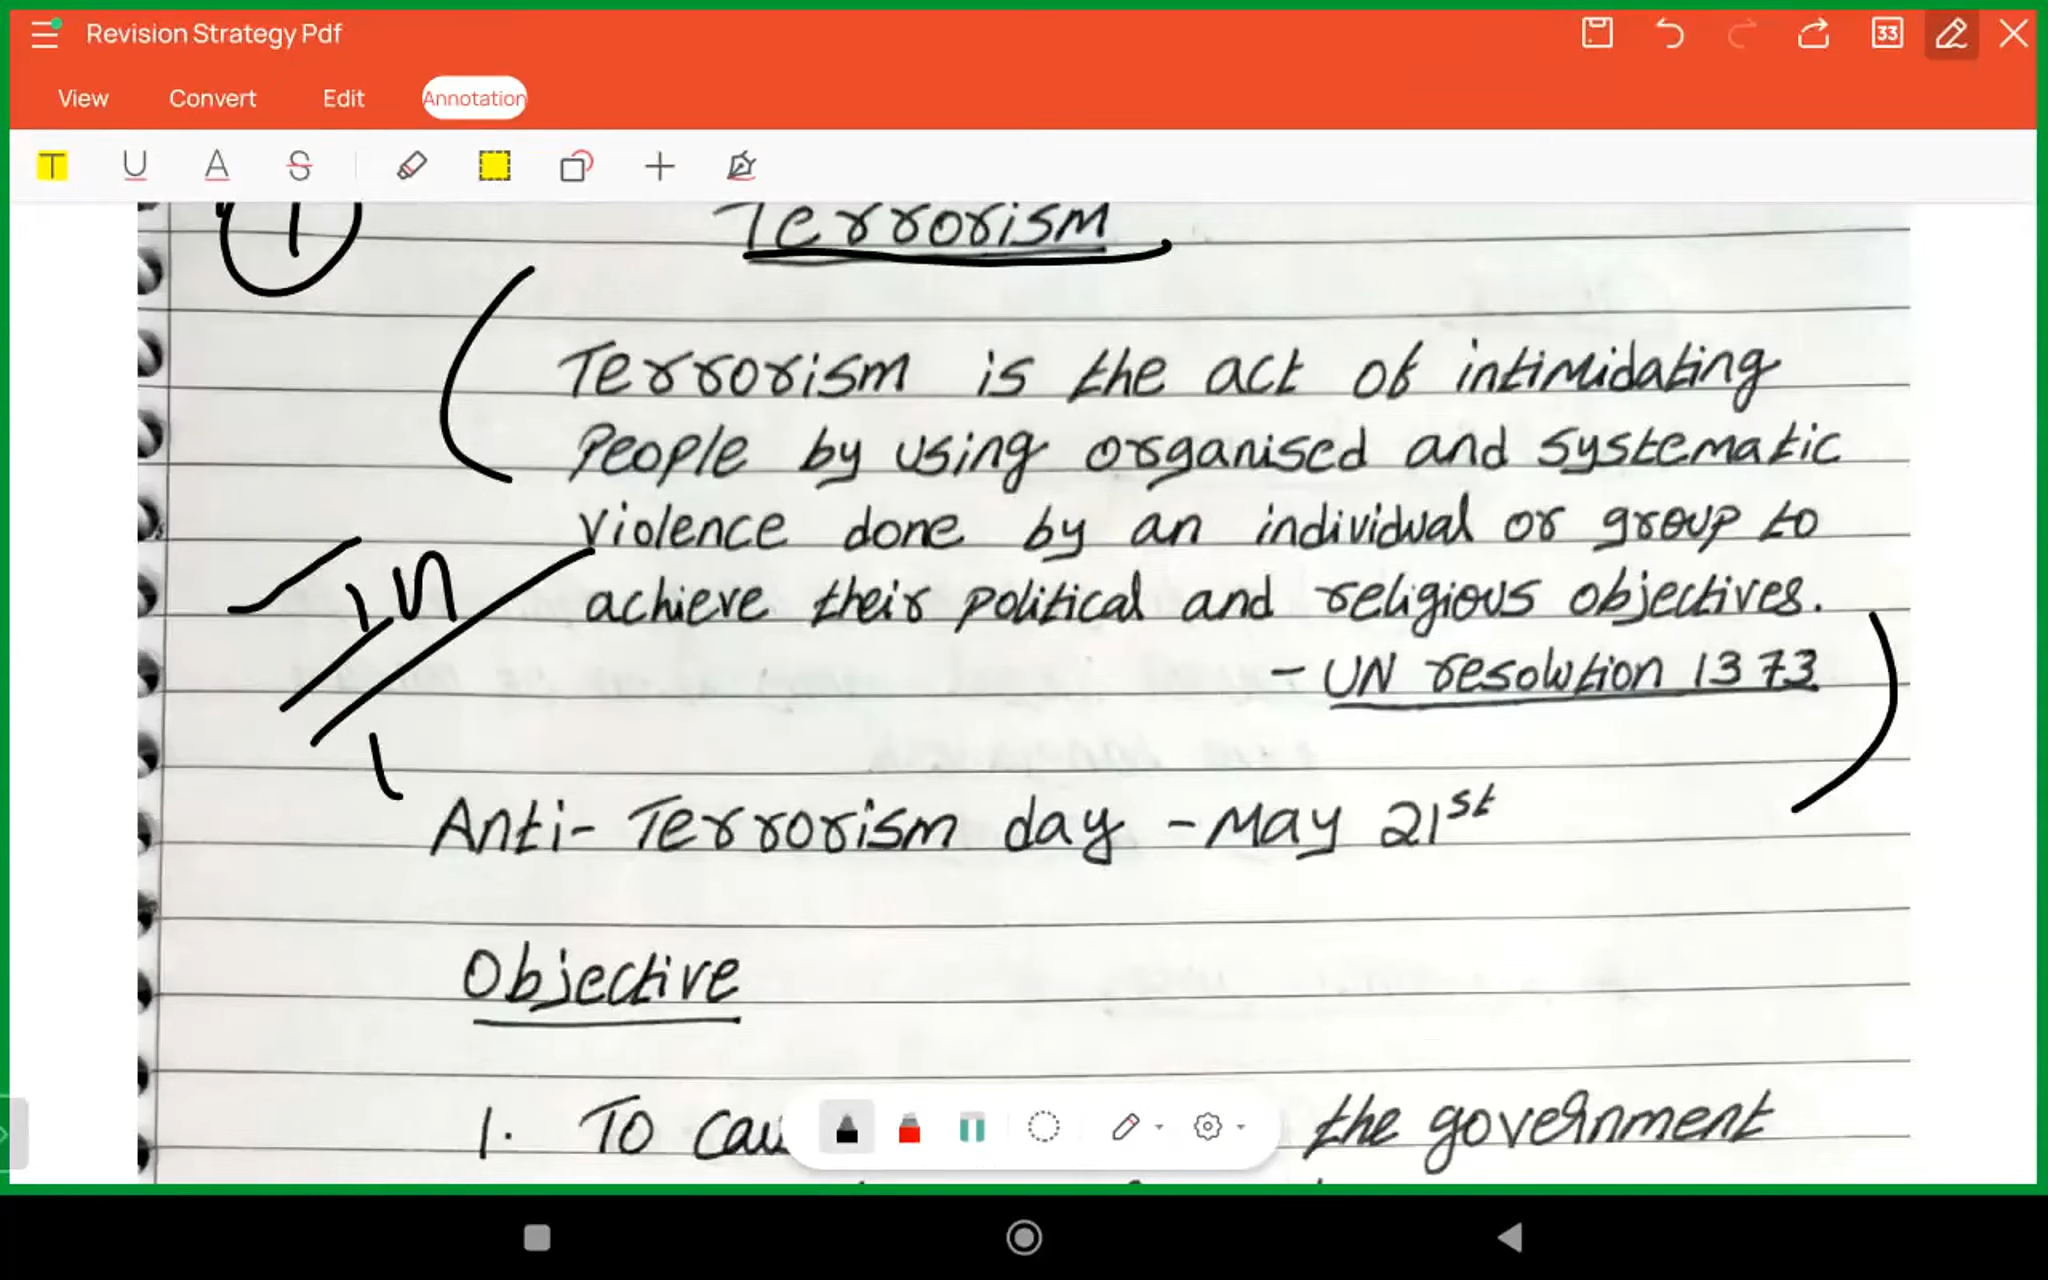 Revision Strategy Pdf
33
View Convert Edit Annotation
T U A S
1
Terrorism
Terrorism is the act of intimidating
People by using organised and systematic
violence done by an individual or group to
achieve their political and religious objectives.
- UN resolution 1373
Anti- Terrorism day - May 21st
Objective
1. To the government